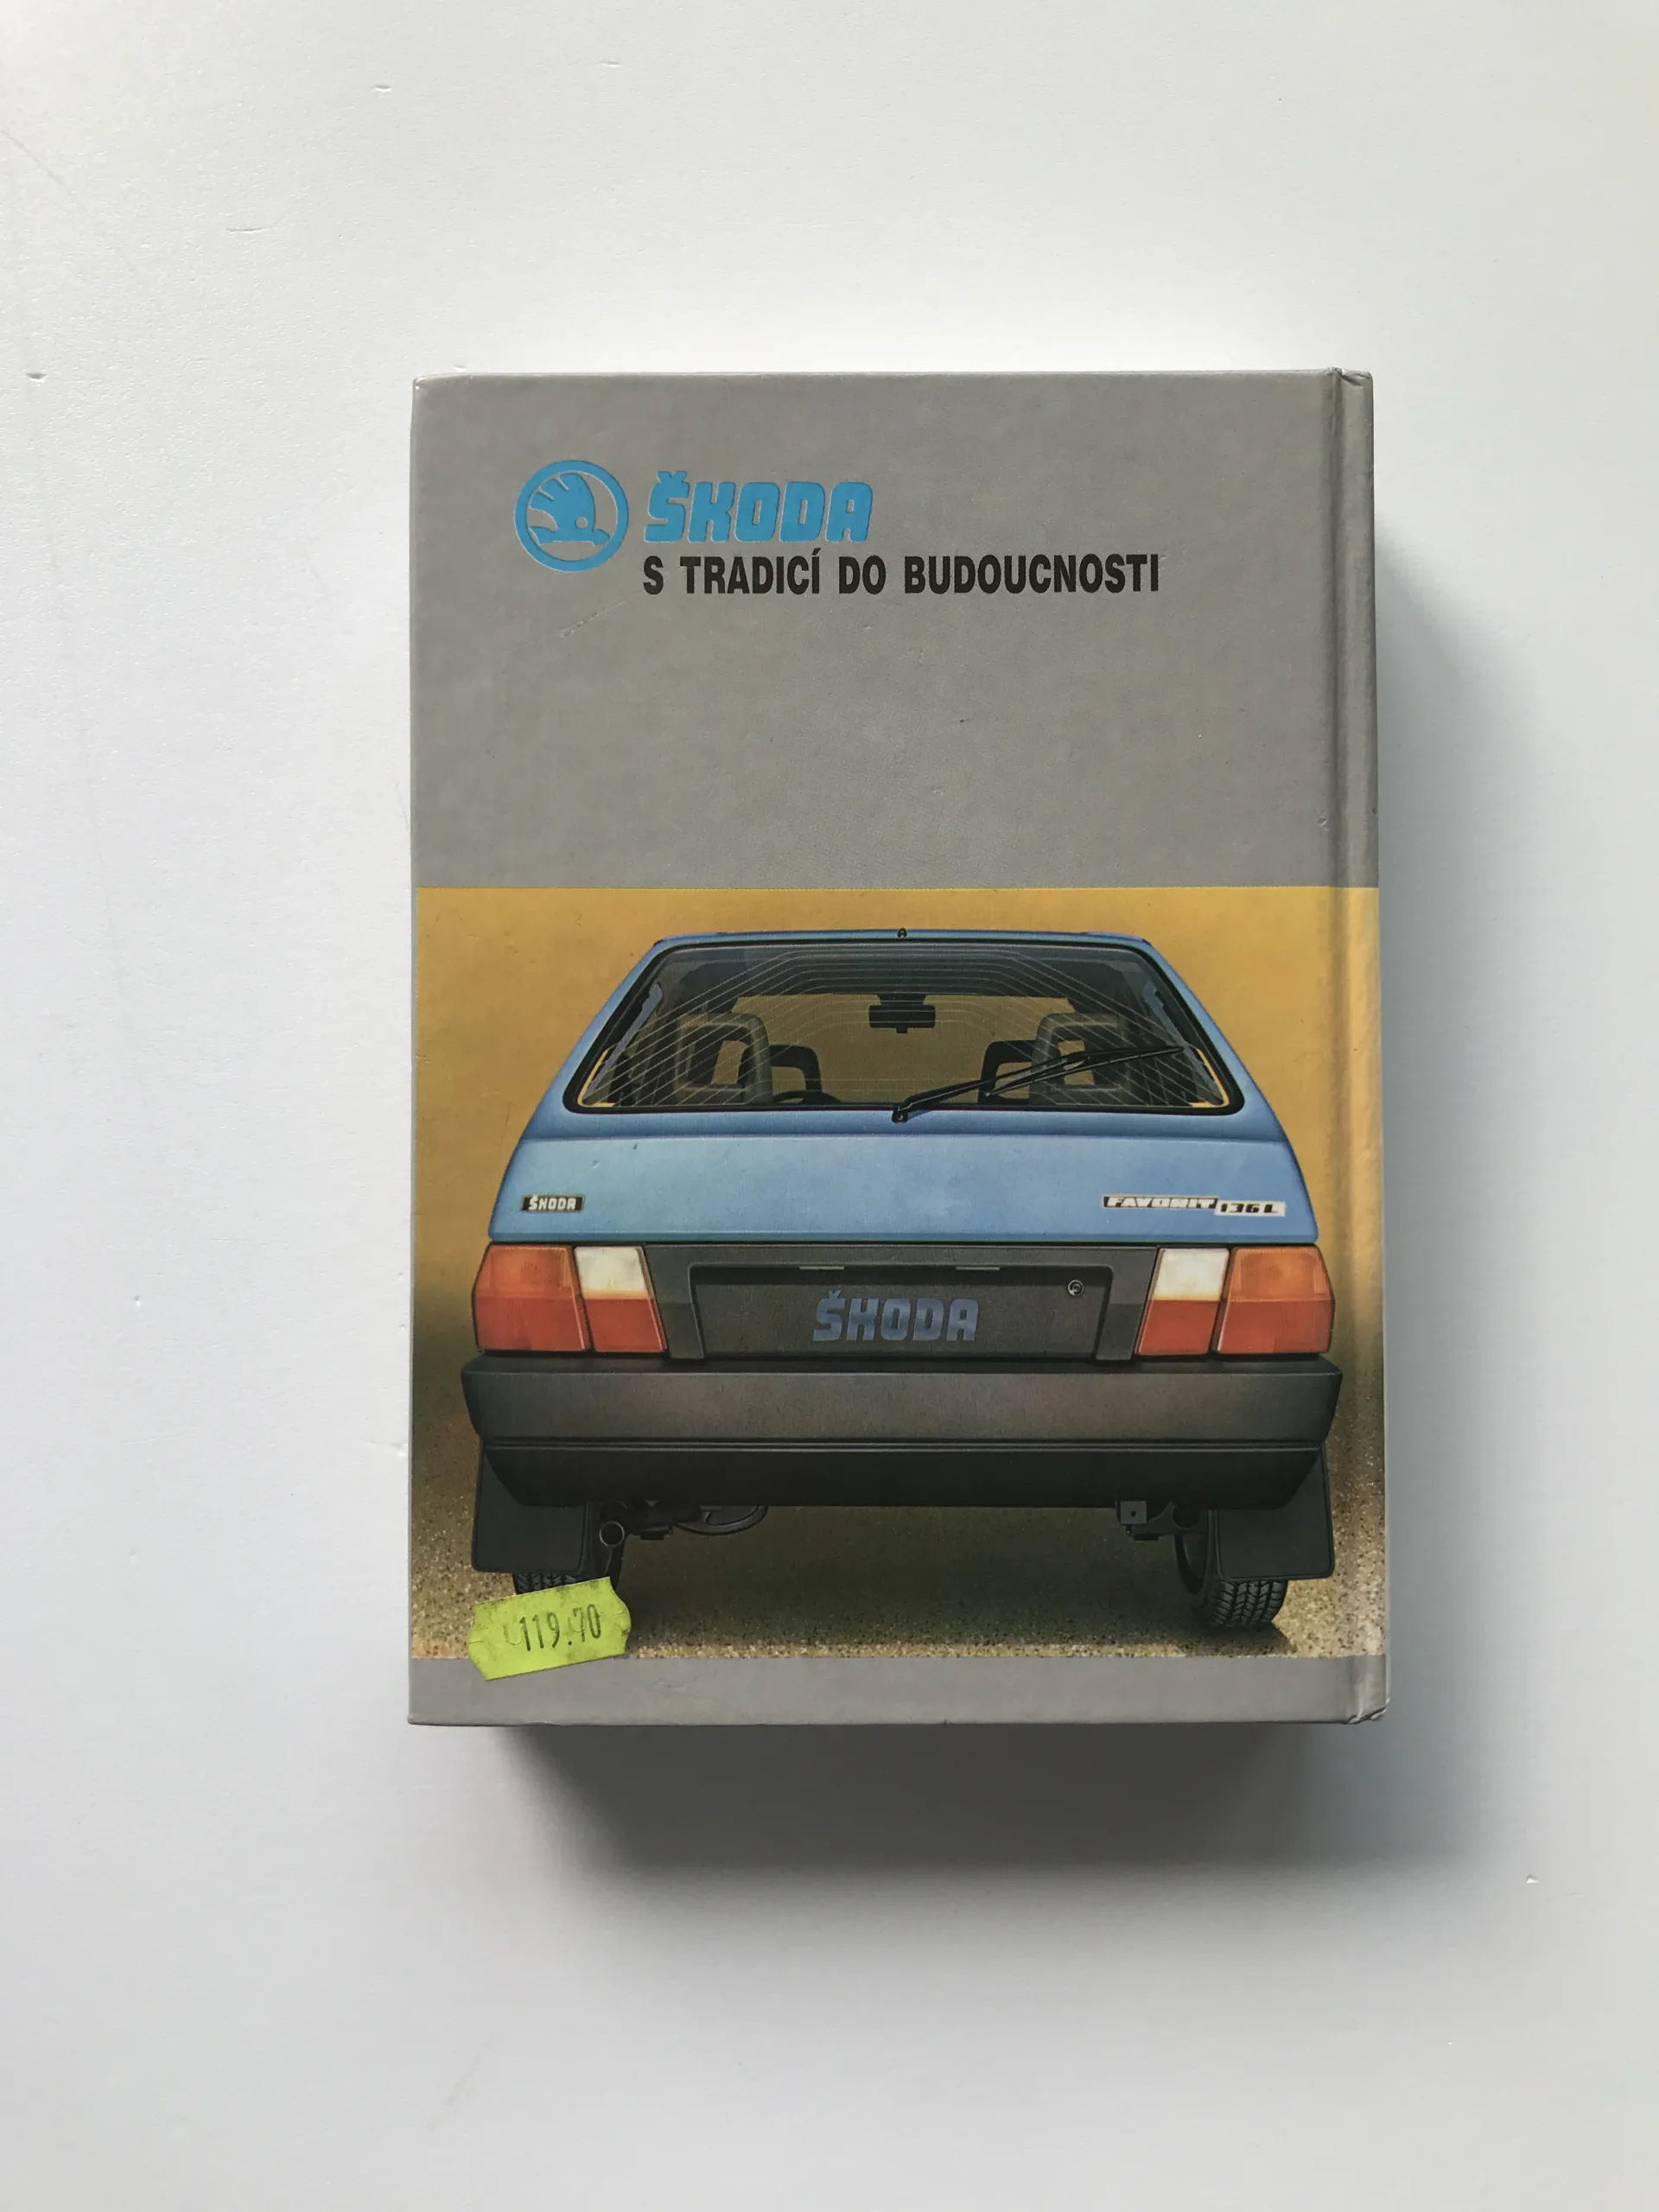 ŠKODA
S TRADICÍ DO BUDOUCNOSTI
ŠKODA
FAVORIT 136 L
ŠKODA
119.70